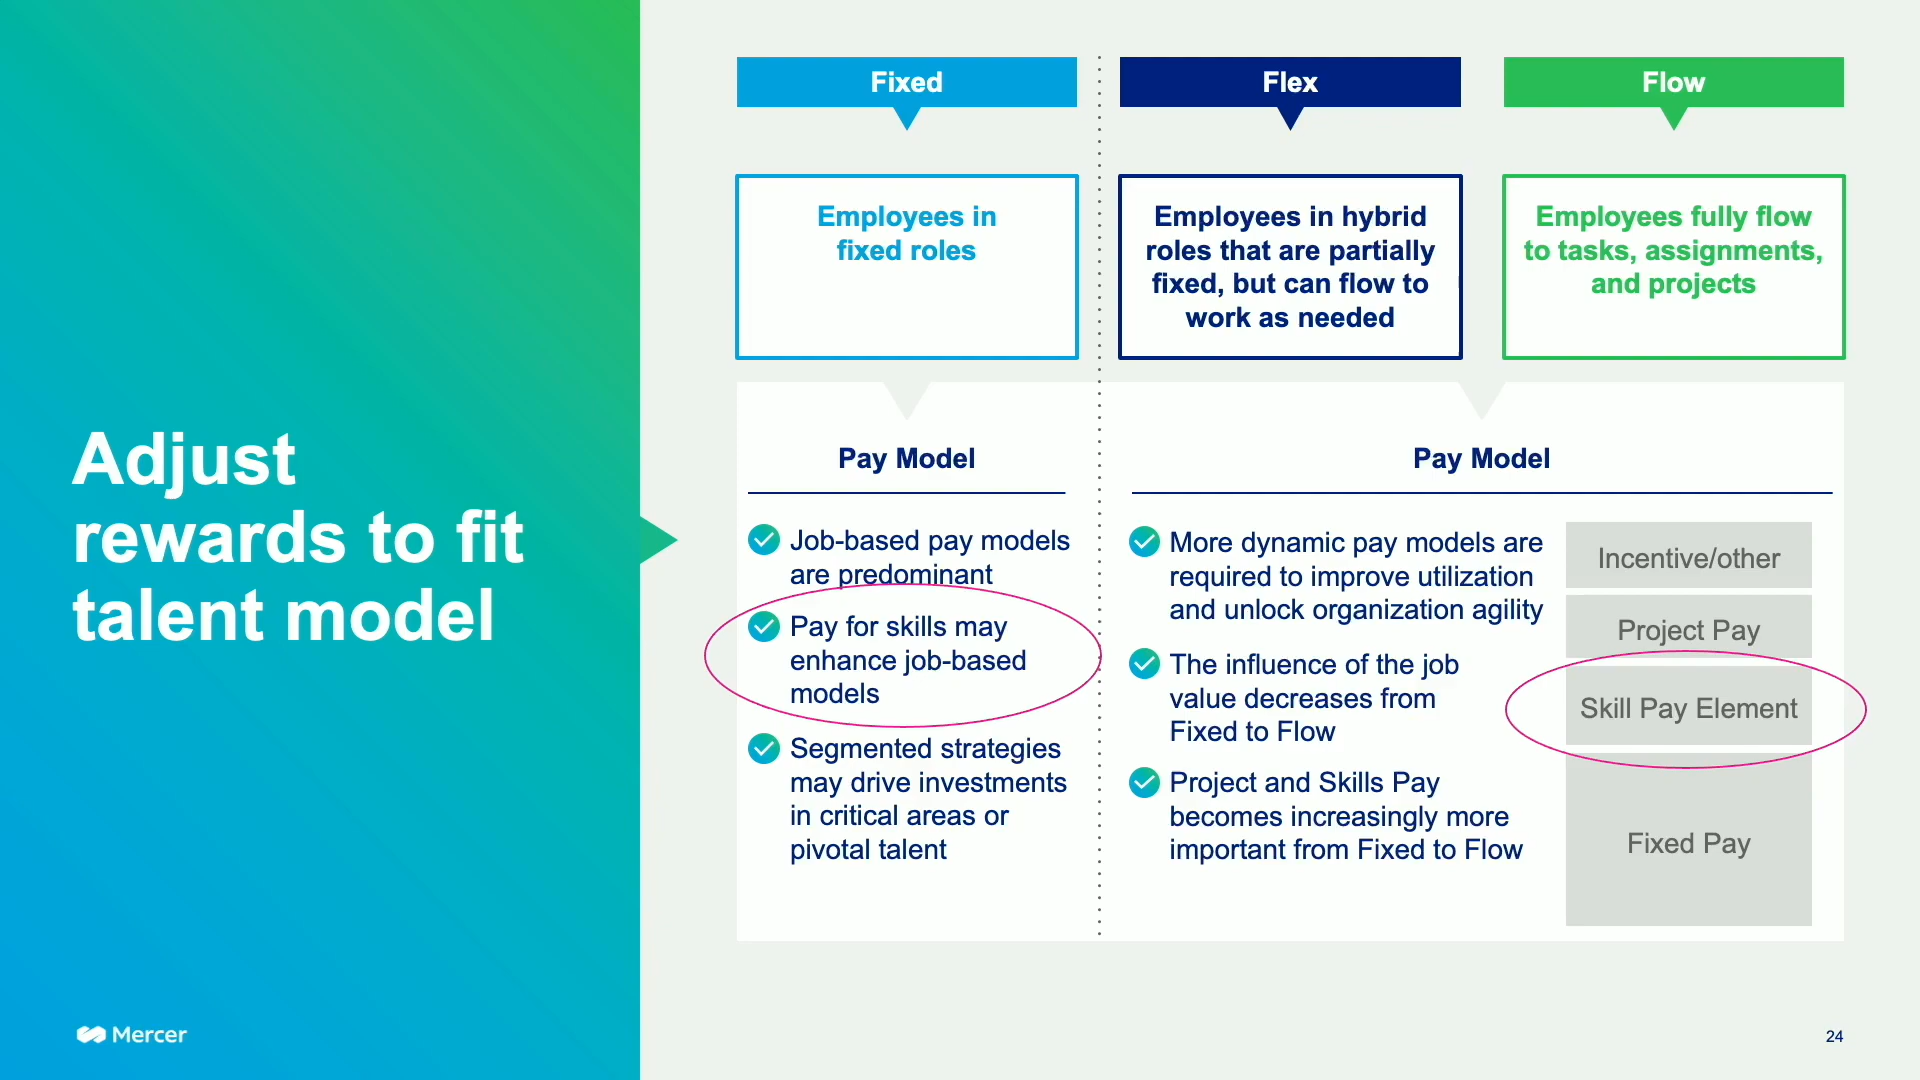 Adjust
rewards to fit
talent model
Mercer
Fixed
Employees in
fixed roles
Flex
Employees in hybrid
roles that are partially
fixed, but can flow to
work as needed
Flow
Employees fully flow
to tasks, assignments,
and projects
Pay Model
Job-based pay models
are predominant
Pay for skills may
enhance job-based
models
Segmented strategies
may drive investments
in critical areas or
pivotal talent
Pay Model
More dynamic pay models are
required to improve utilization
and unlock organization agility
The influence of the job
value decreases from
Fixed to Flow
Project and Skills Pay
becomes increasingly more
important from Fixed to Flow
Incentive/other
Project Pay
Skill Pay Element
Fixed Pay
24